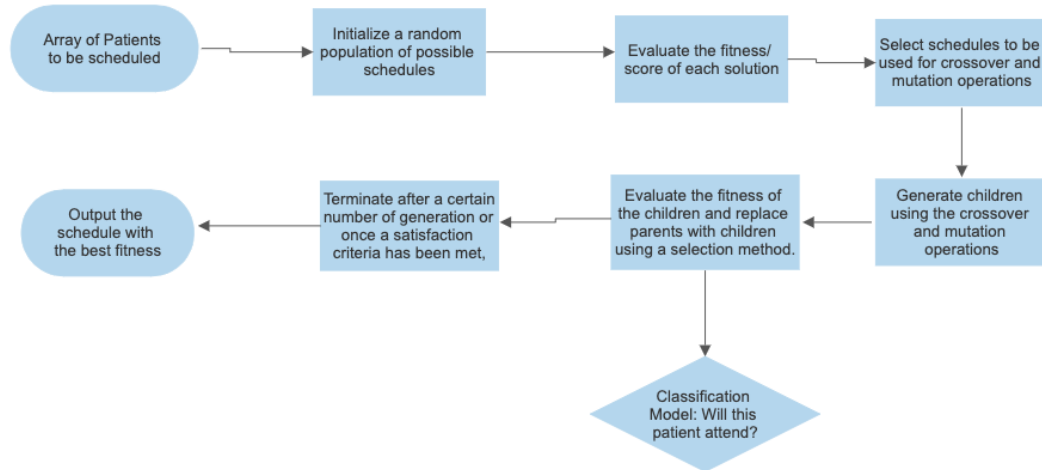 Array of Patients
to be scheduled
Initialize a random
population of possible
schedules
Evaluate the fitness/
score of each solution
Select schedules to be
used for crossover and
mutation operations
Generate children
using the crossover
and mutation
operations
Evaluate the fitness of
the children and replace
parents with children
using a selection method.
Terminate after a certain
number of generation or
once a satisfaction
criteria has been met,
Output the
schedule with
the best fitness
Classification
Model: Will this
patient attend?